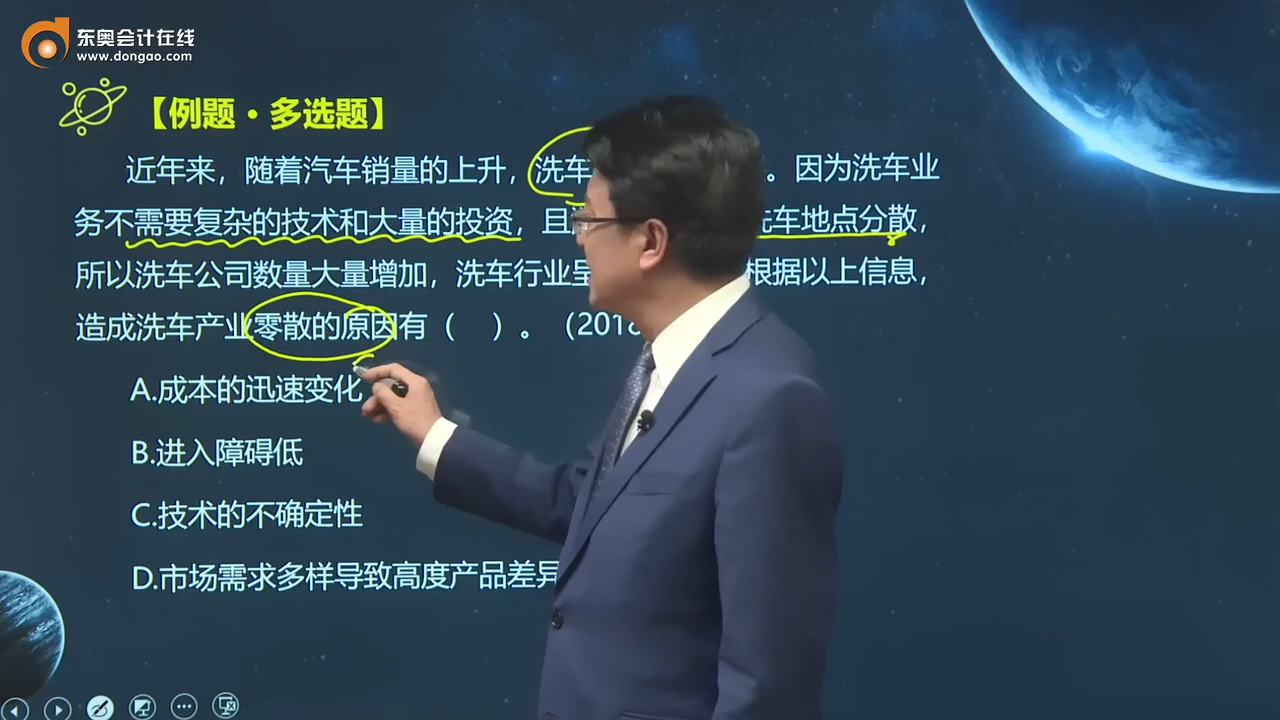 东奥会计在线
www.dongao.com
【例题·多选题】
近年来，随着汽车销量的上升，洗车 。因为洗车业
务不需要复杂的技术和大量的投资，且 洗车地点分散，
所以洗车公司数量大量增加，洗车行业呈 根据以上信息，
造成洗车产业零散的原因有（ ）。（2018
A.成本的迅速变化
B.进入障碍低
C.技术的不确定性
D.市场需求多样导致高度产品差异